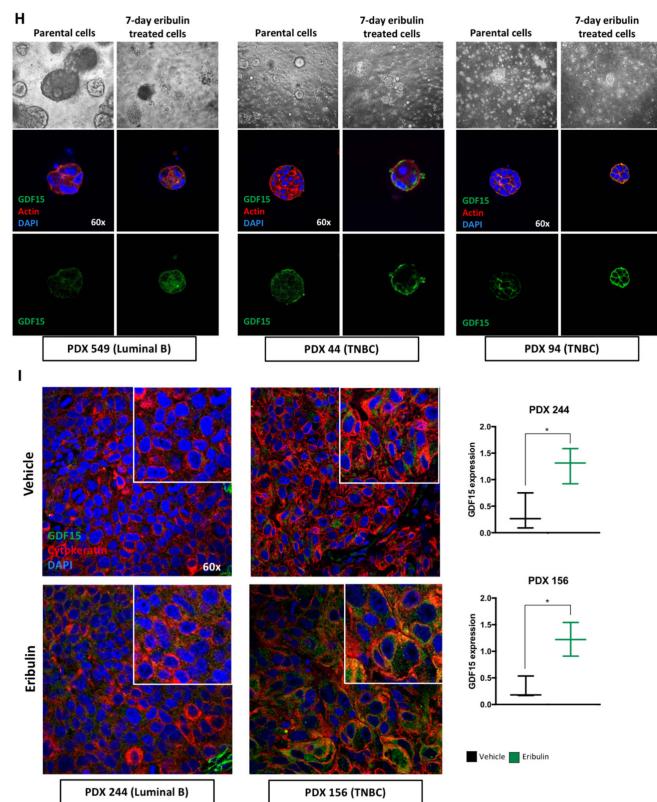 H
Parental cells
7-day eribulin
treated cells
Parental cells
7-day eribulin
treated cells
Parental cells
7-day eribulin
treated cells
GDF15
Actin
DAPI
60x
GDF15
Actin
DAPI
60x
GDF15
Actin
DAPI
60x
GDF15
GDF15
GDF15
PDX 549 (Luminal B)
PDX 44 (TNBC)
PDX 94 (TNBC)
I
Vehicle
GDF15
Cytokeratin
DAPI
60x
Eribulin
PDX 244 (Luminal B)
PDX 156 (TNBC)
PDX 244
GDF15 expression
2.0
1.5
1.0
0.5
0.0
*
PDX 156
GDF15 expression
2.0
1.5
1.0
0.5
0.0
*
Vehicle
Eribulin